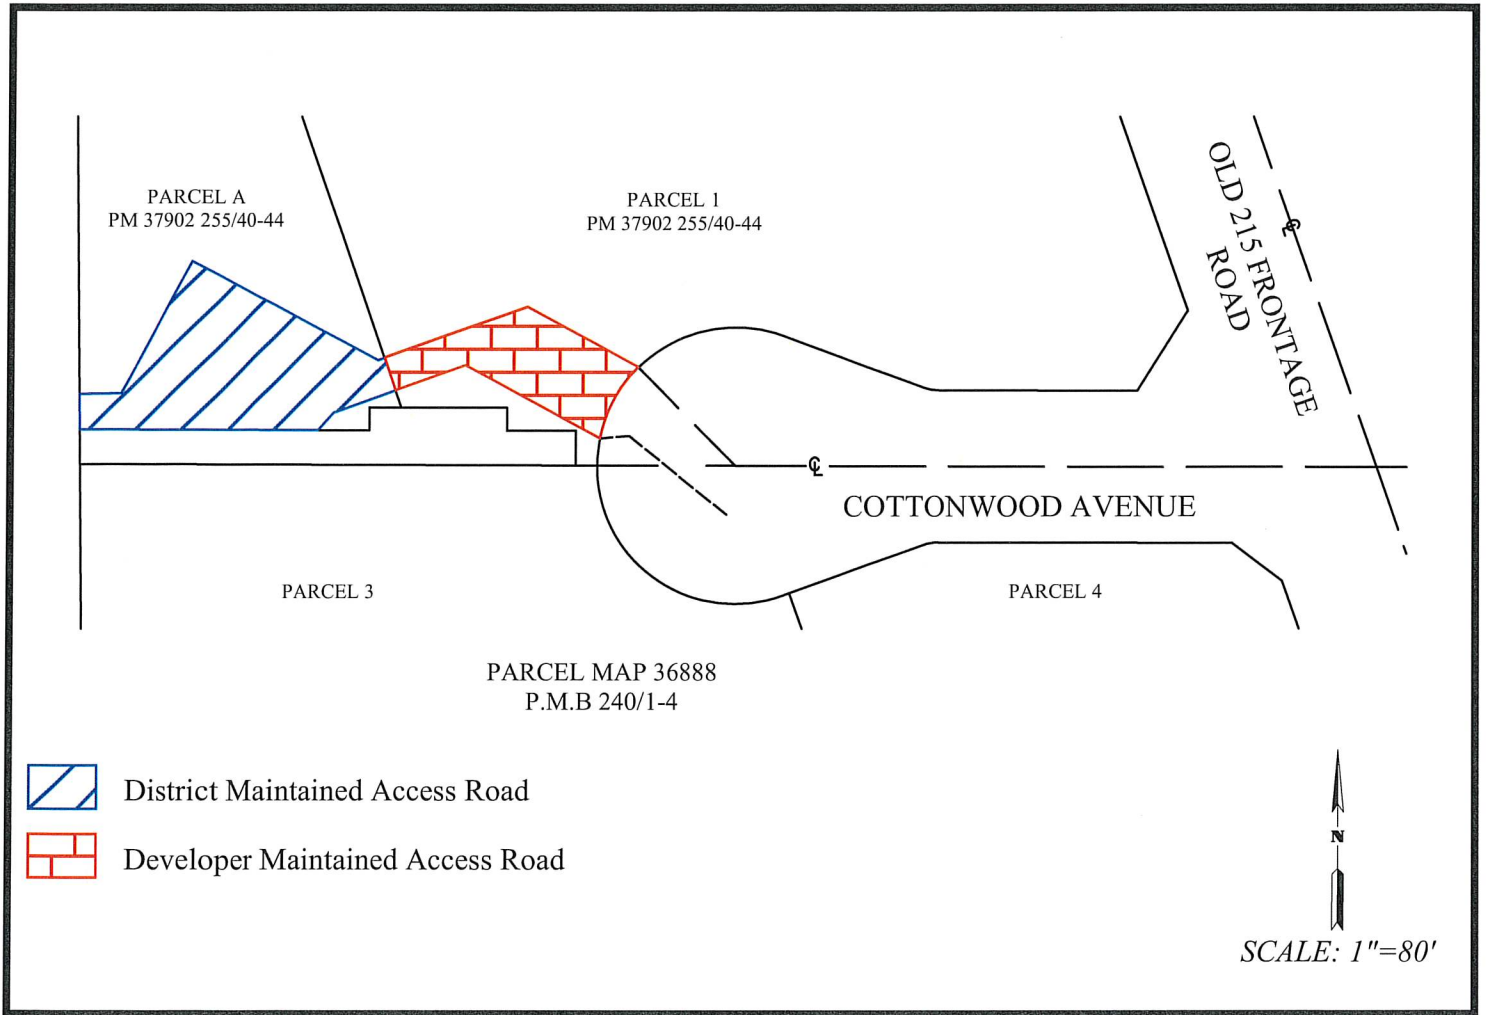 PARCEL A
PM 37902 255/40-44
PARCEL 1
PM 37902 255/40-44
OLD 215 FRONTAGE
ROAD
℄
℄
COTTONWOOD AVENUE
PARCEL 3
PARCEL 4
PARCEL MAP 36888
P.M.B 240/1-4
District Maintained Access Road
Developer Maintained Access Road
N
SCALE: 1"=80'